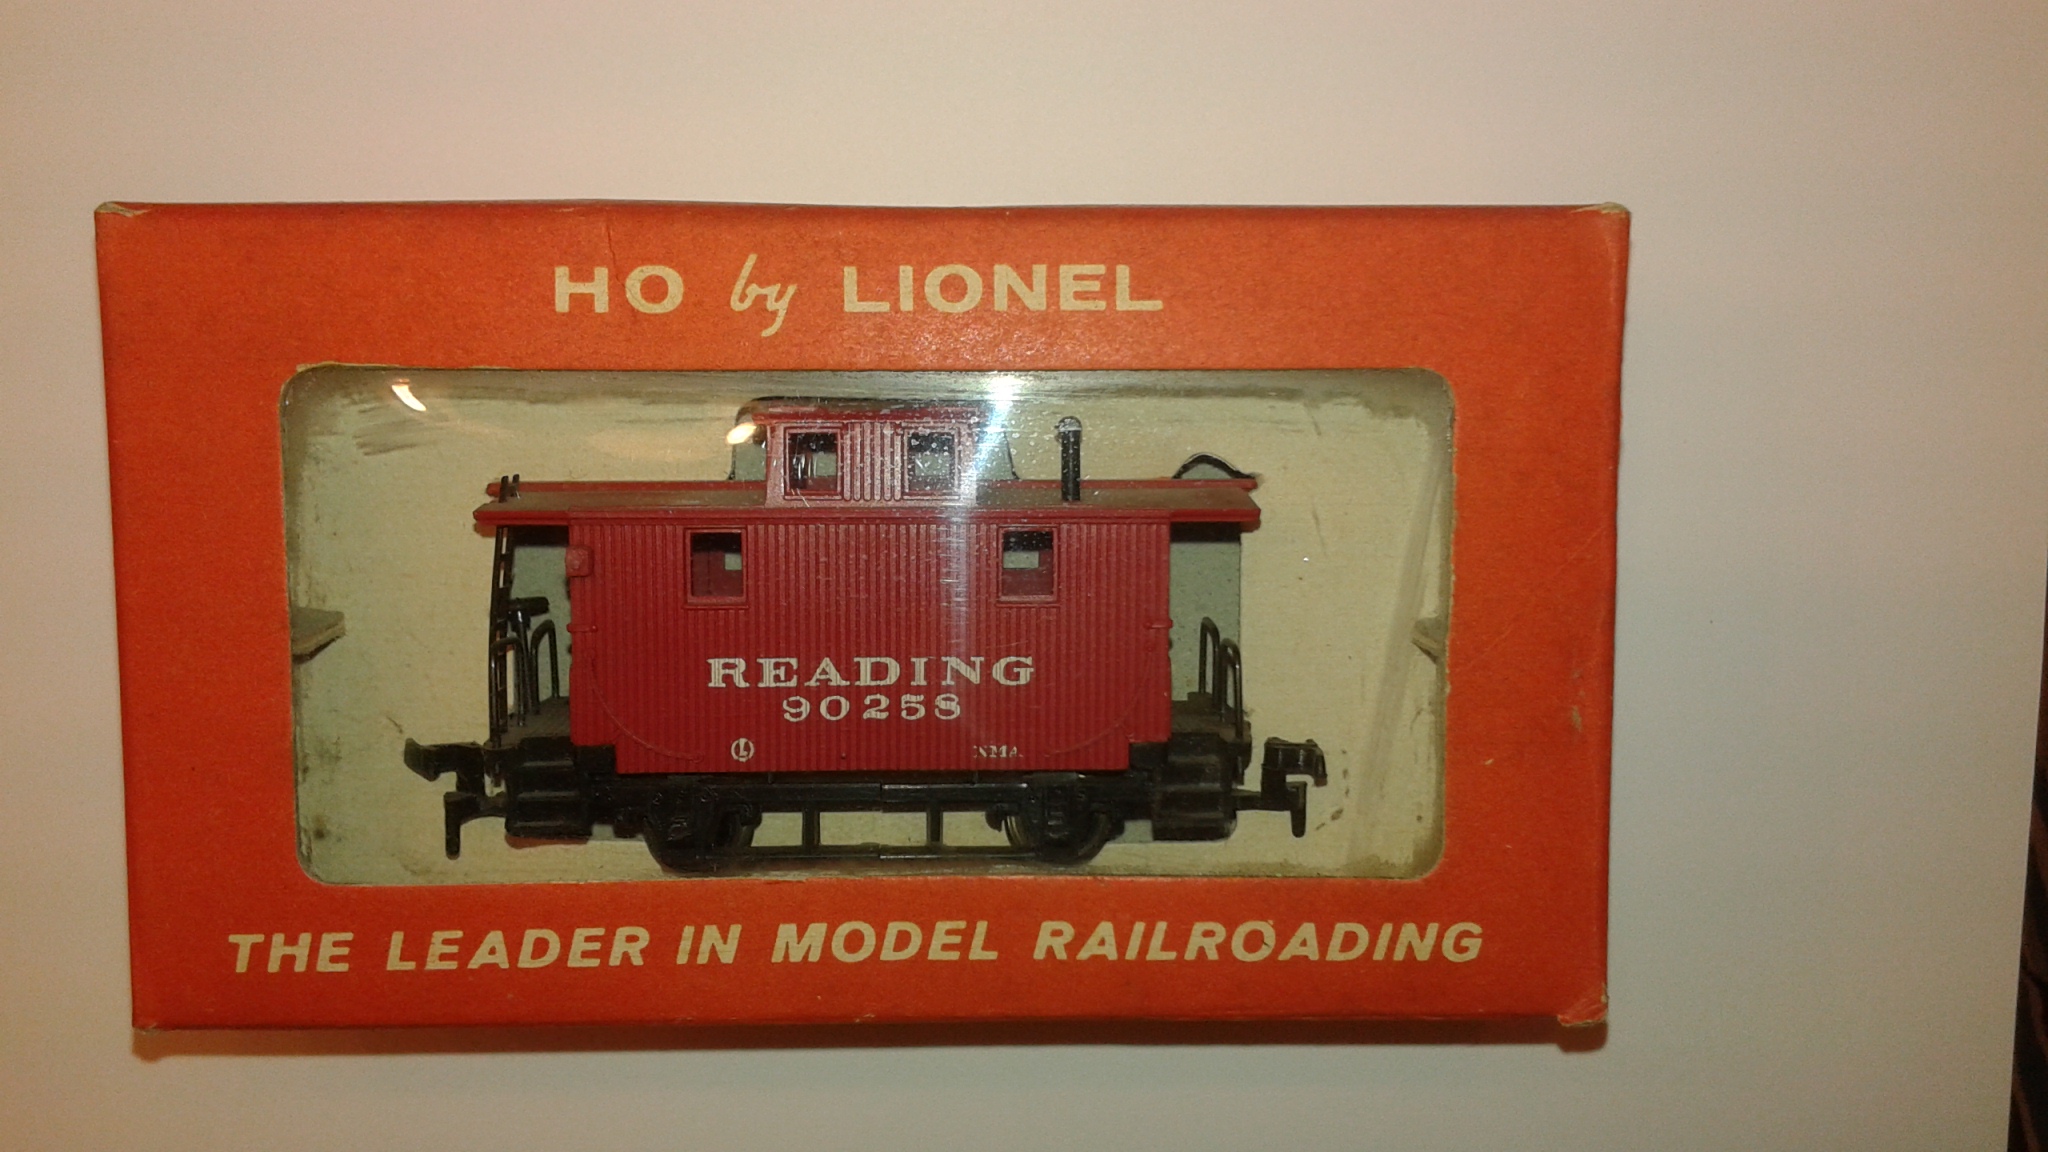 HO by LIONEL
READING
90258
L
THE LEADER IN MODEL RAILROADING